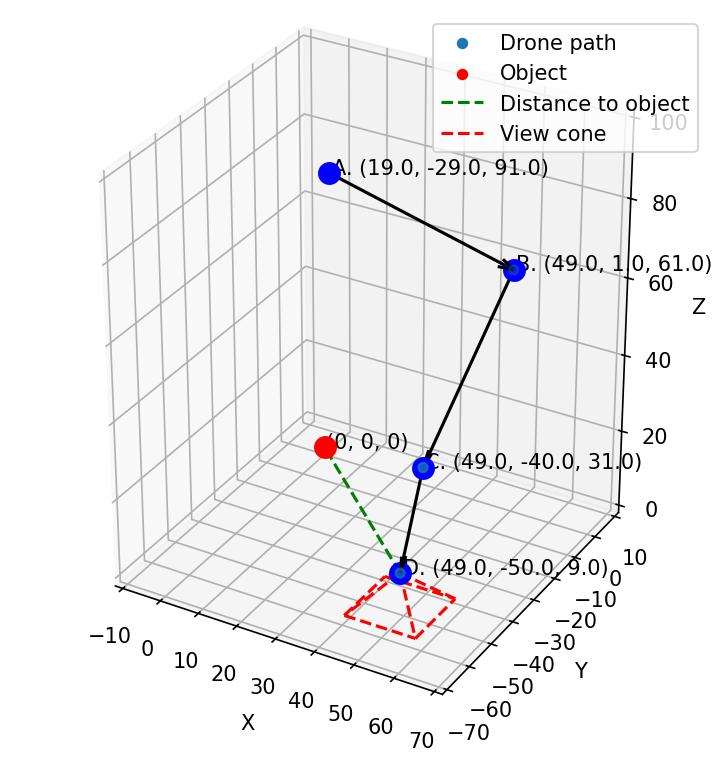 Drone path
Object
Distance to object
View cone
100
A. (19.0, -29.0, 91.0)
80
B. (49.0, 1.0, 61.0)
60
Z
40
20
(0, 0, 0)
C. (49.0, -40.0, 31.0)
0
D. (49.0, -50.0, 9.0)
10
0
−10
−20
−30
−40
−50
−60
−70
Y
−10
0
10
20
30
40
50
60
70
X